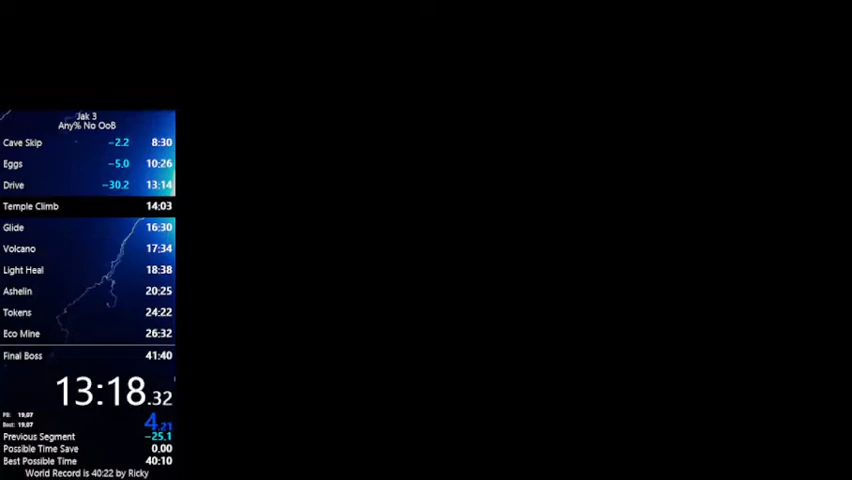 Jak 3
Any% No OoB
Cave Skip -2.2 8:30
Eggs -5.0 10:26
Drive -30.2 13:14
Temple Climb 14:03
Glide 16:30
Volcano 17:34
Light Heal 18:38
Ashelin 20:25
Tokens 24:22
Eco Mine 26:32
Final Boss 41:40
13:18.32
PB: 19.07
Best: 19.07
4.21
Previous Segment -25.1
Possible Time Save 0.00
Best Possible Time 40:10
World Record is 40:22 by Ricky